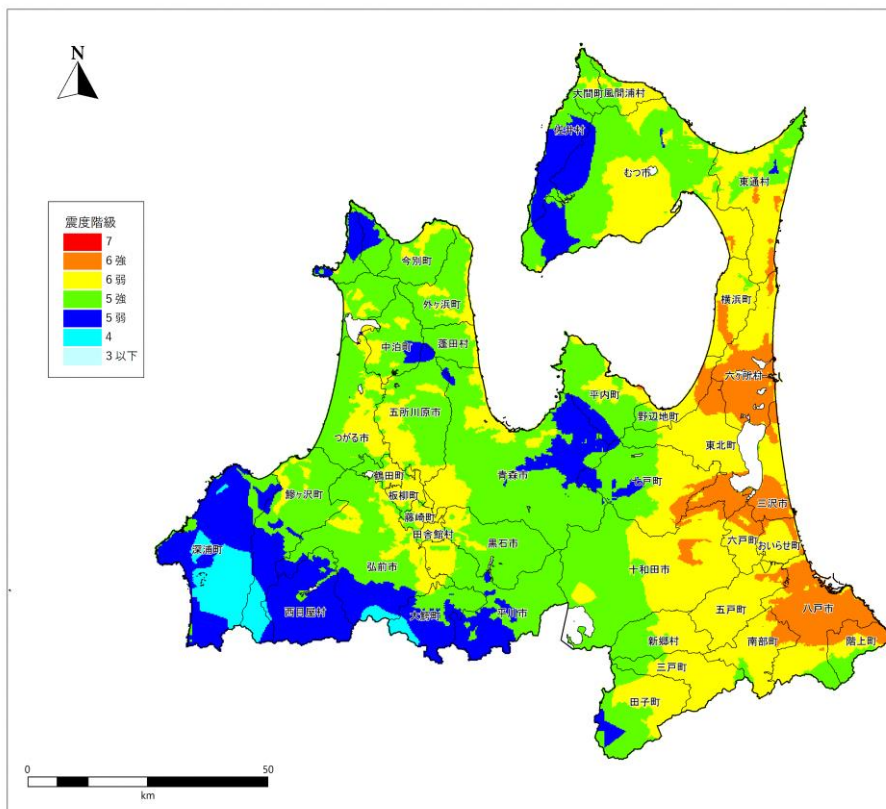 N
震度階級
7
6 強
6 弱
5 強
5 弱
4
3 以下
大間町
風間浦村
佐井村
むつ市
東通村
今別町
外ヶ浜町
横浜町
中泊町
蓬田村
六ヶ所村
平内町
野辺地町
五所川原市
つがる市
東北町
青森市
七戸町
鶴田町
鰺ヶ沢町
板柳町
三沢市
藤崎町
田舎館村
六戸町
おいらせ町
黒石市
深浦町
弘前市
十和田市
西目屋村
大鰐町
平川市
五戸町
八戸市
新郷村
南部町
階上町
三戸町
田子町
0
50
km